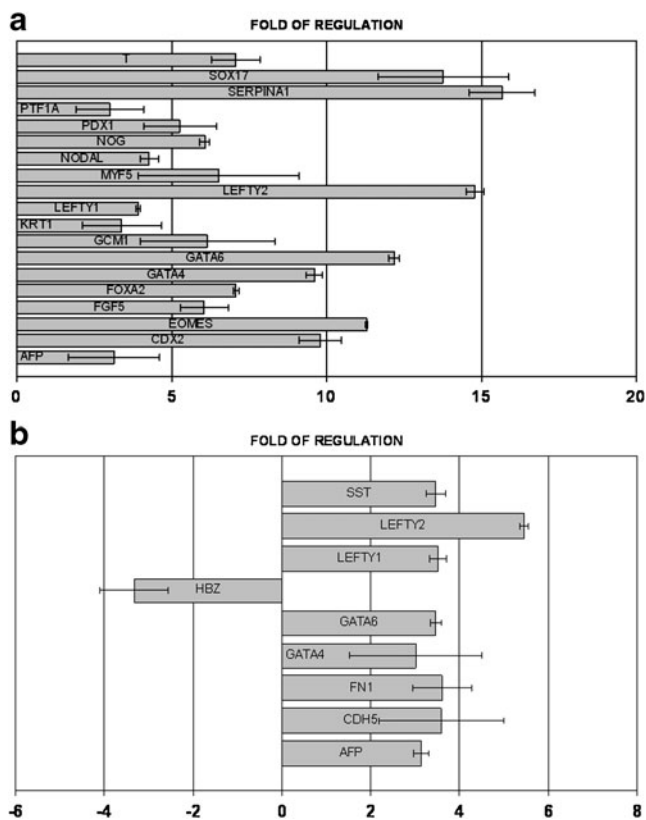 a
FOLD OF REGULATION
T
SOX17
SERPINA1
PTF1A
PDX1
NOG
NODAL
MYF5
LEFTY2
LEFTY1
KRT1
GCM1
GATA6
GATA4
FOXA2
FGF5
EOMES
CDX2
AFP
0 5 10 15 20
b
FOLD OF REGULATION
SST
LEFTY2
LEFTY1
HBZ
GATA6
GATA4
FN1
CDH5
AFP
-6 -4 -2 0 2 4 6 8